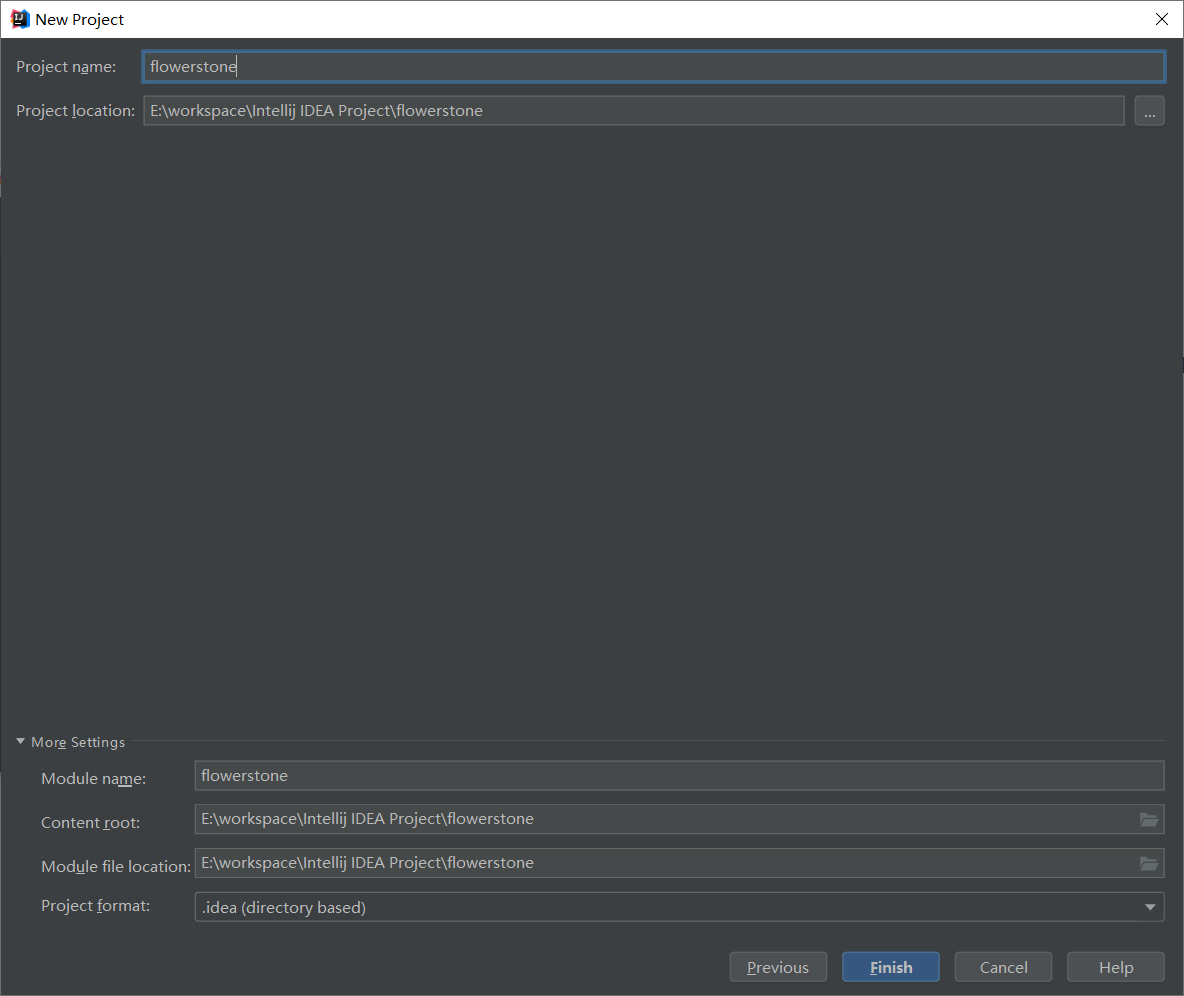 New Project
Project name: flowerstone
Project location: E:\workspace\Intellij IDEA Project\flowerstone ...
More Settings
Module name: flowerstone
Content root: E:\workspace\Intellij IDEA Project\flowerstone
Module file location: E:\workspace\Intellij IDEA Project\flowerstone
Project format: .idea (directory based)
Previous Finish Cancel Help